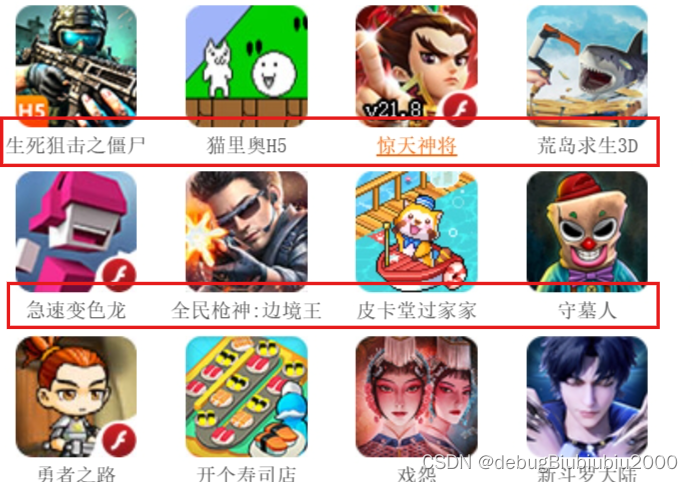 H5
v21.8
生死狙击之僵尸 猫里奥H5 惊天神将 荒岛求生3D
急速变色龙 全民枪神:边境王 皮卡堂过家家 守墓人
勇者之路 开个寿司店 戏怨 新斗罗大陆
CSDN @debugBiubiubiu2000